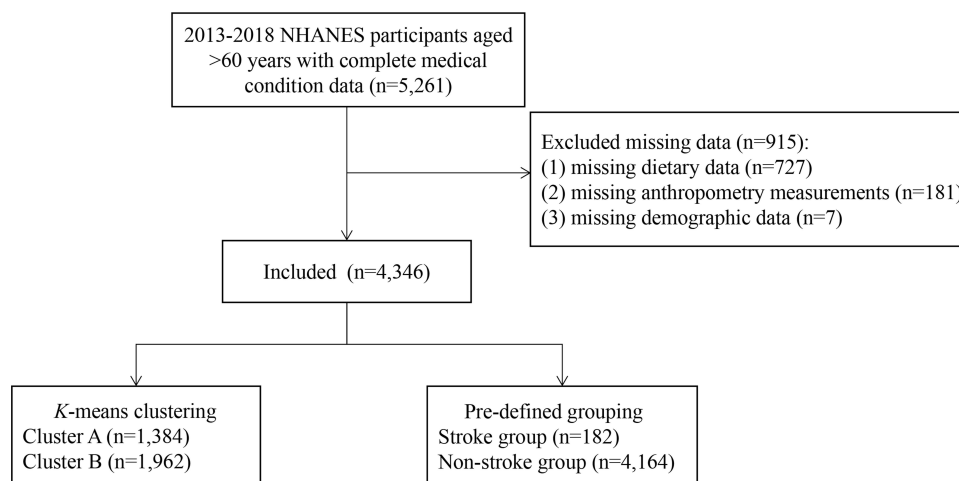 2013-2018 NHANES participants aged
>60 years with complete medical
condition data (n=5,261)
Excluded missing data (n=915):
(1) missing dietary data (n=727)
(2) missing anthropometry measurements (n=181)
(3) missing demographic data (n=7)
Included (n=4,346)
K-means clustering
Cluster A (n=1,384)
Cluster B (n=1,962)
Pre-defined grouping
Stroke group (n=182)
Non-stroke group (n=4,164)